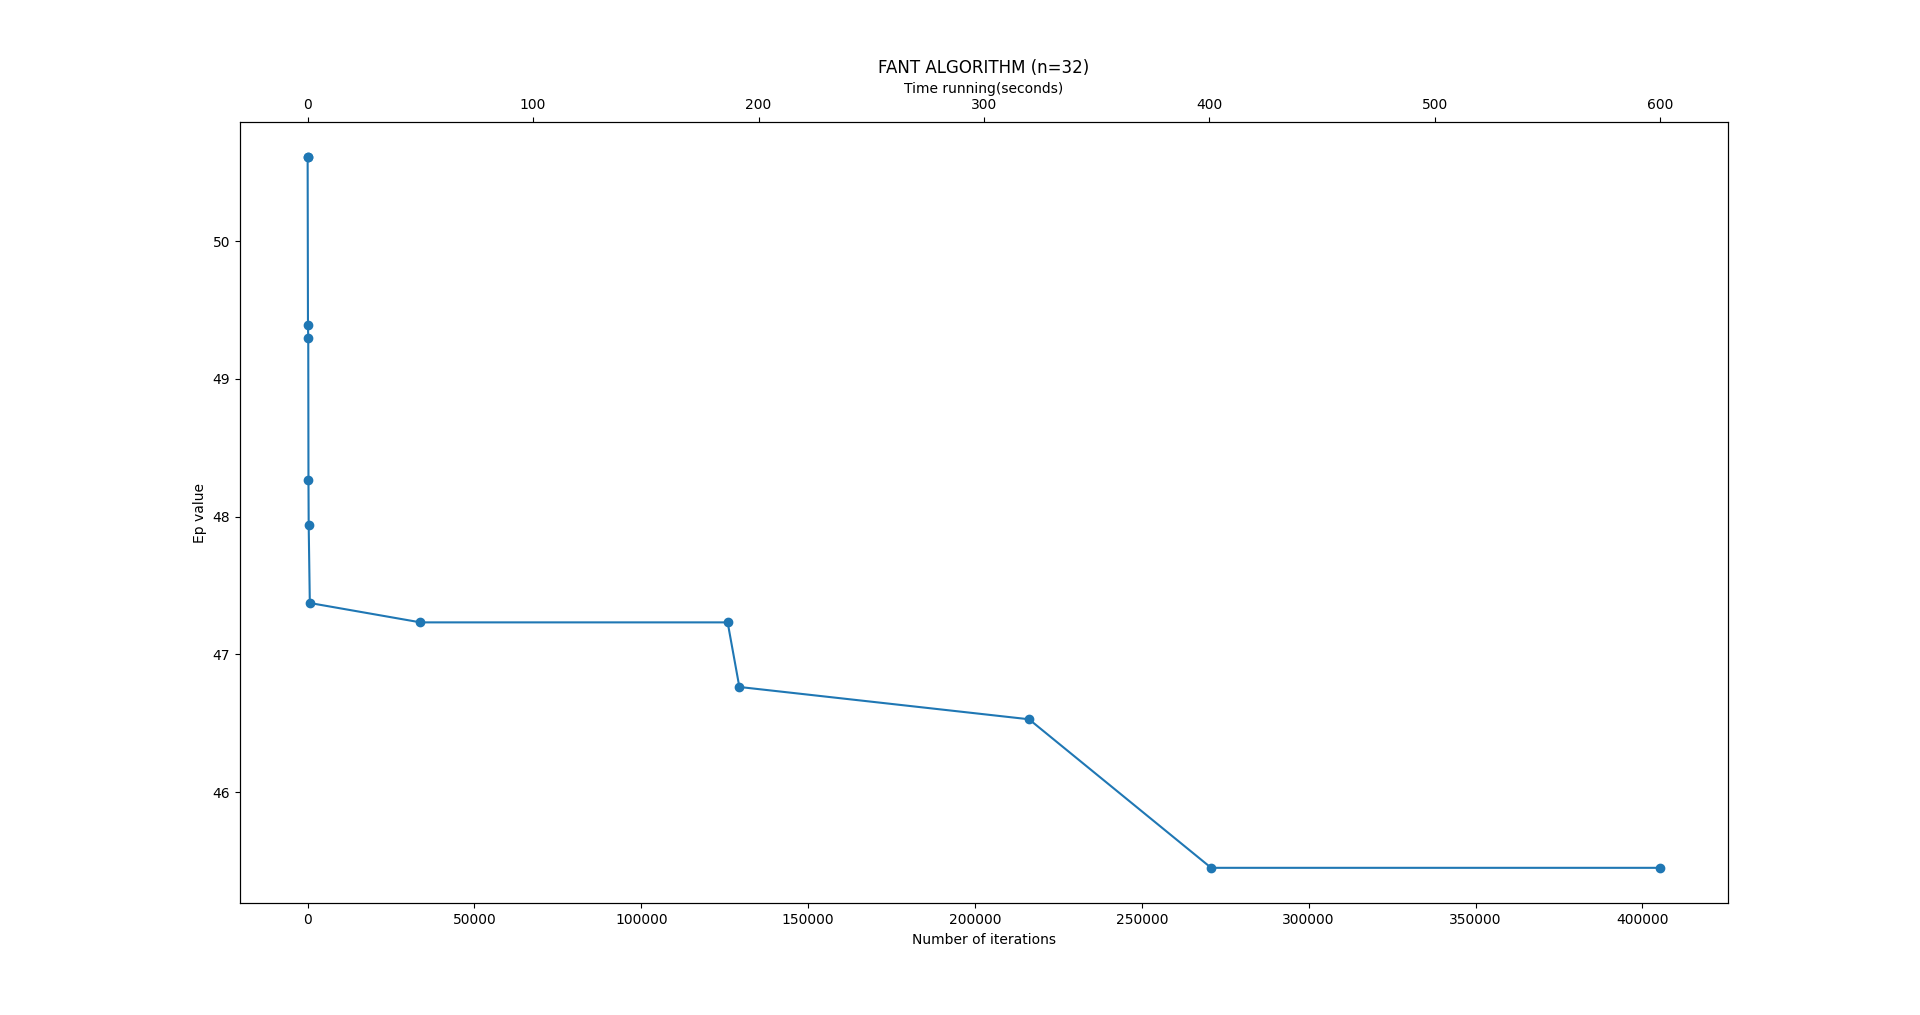 FANT ALGORITHM (n=32)
Time running(seconds)
0 100 200 300 400 500 600
50
49
48
47
46
Ep value
0 50000 100000 150000 200000 250000 300000 350000 400000
Number of iterations